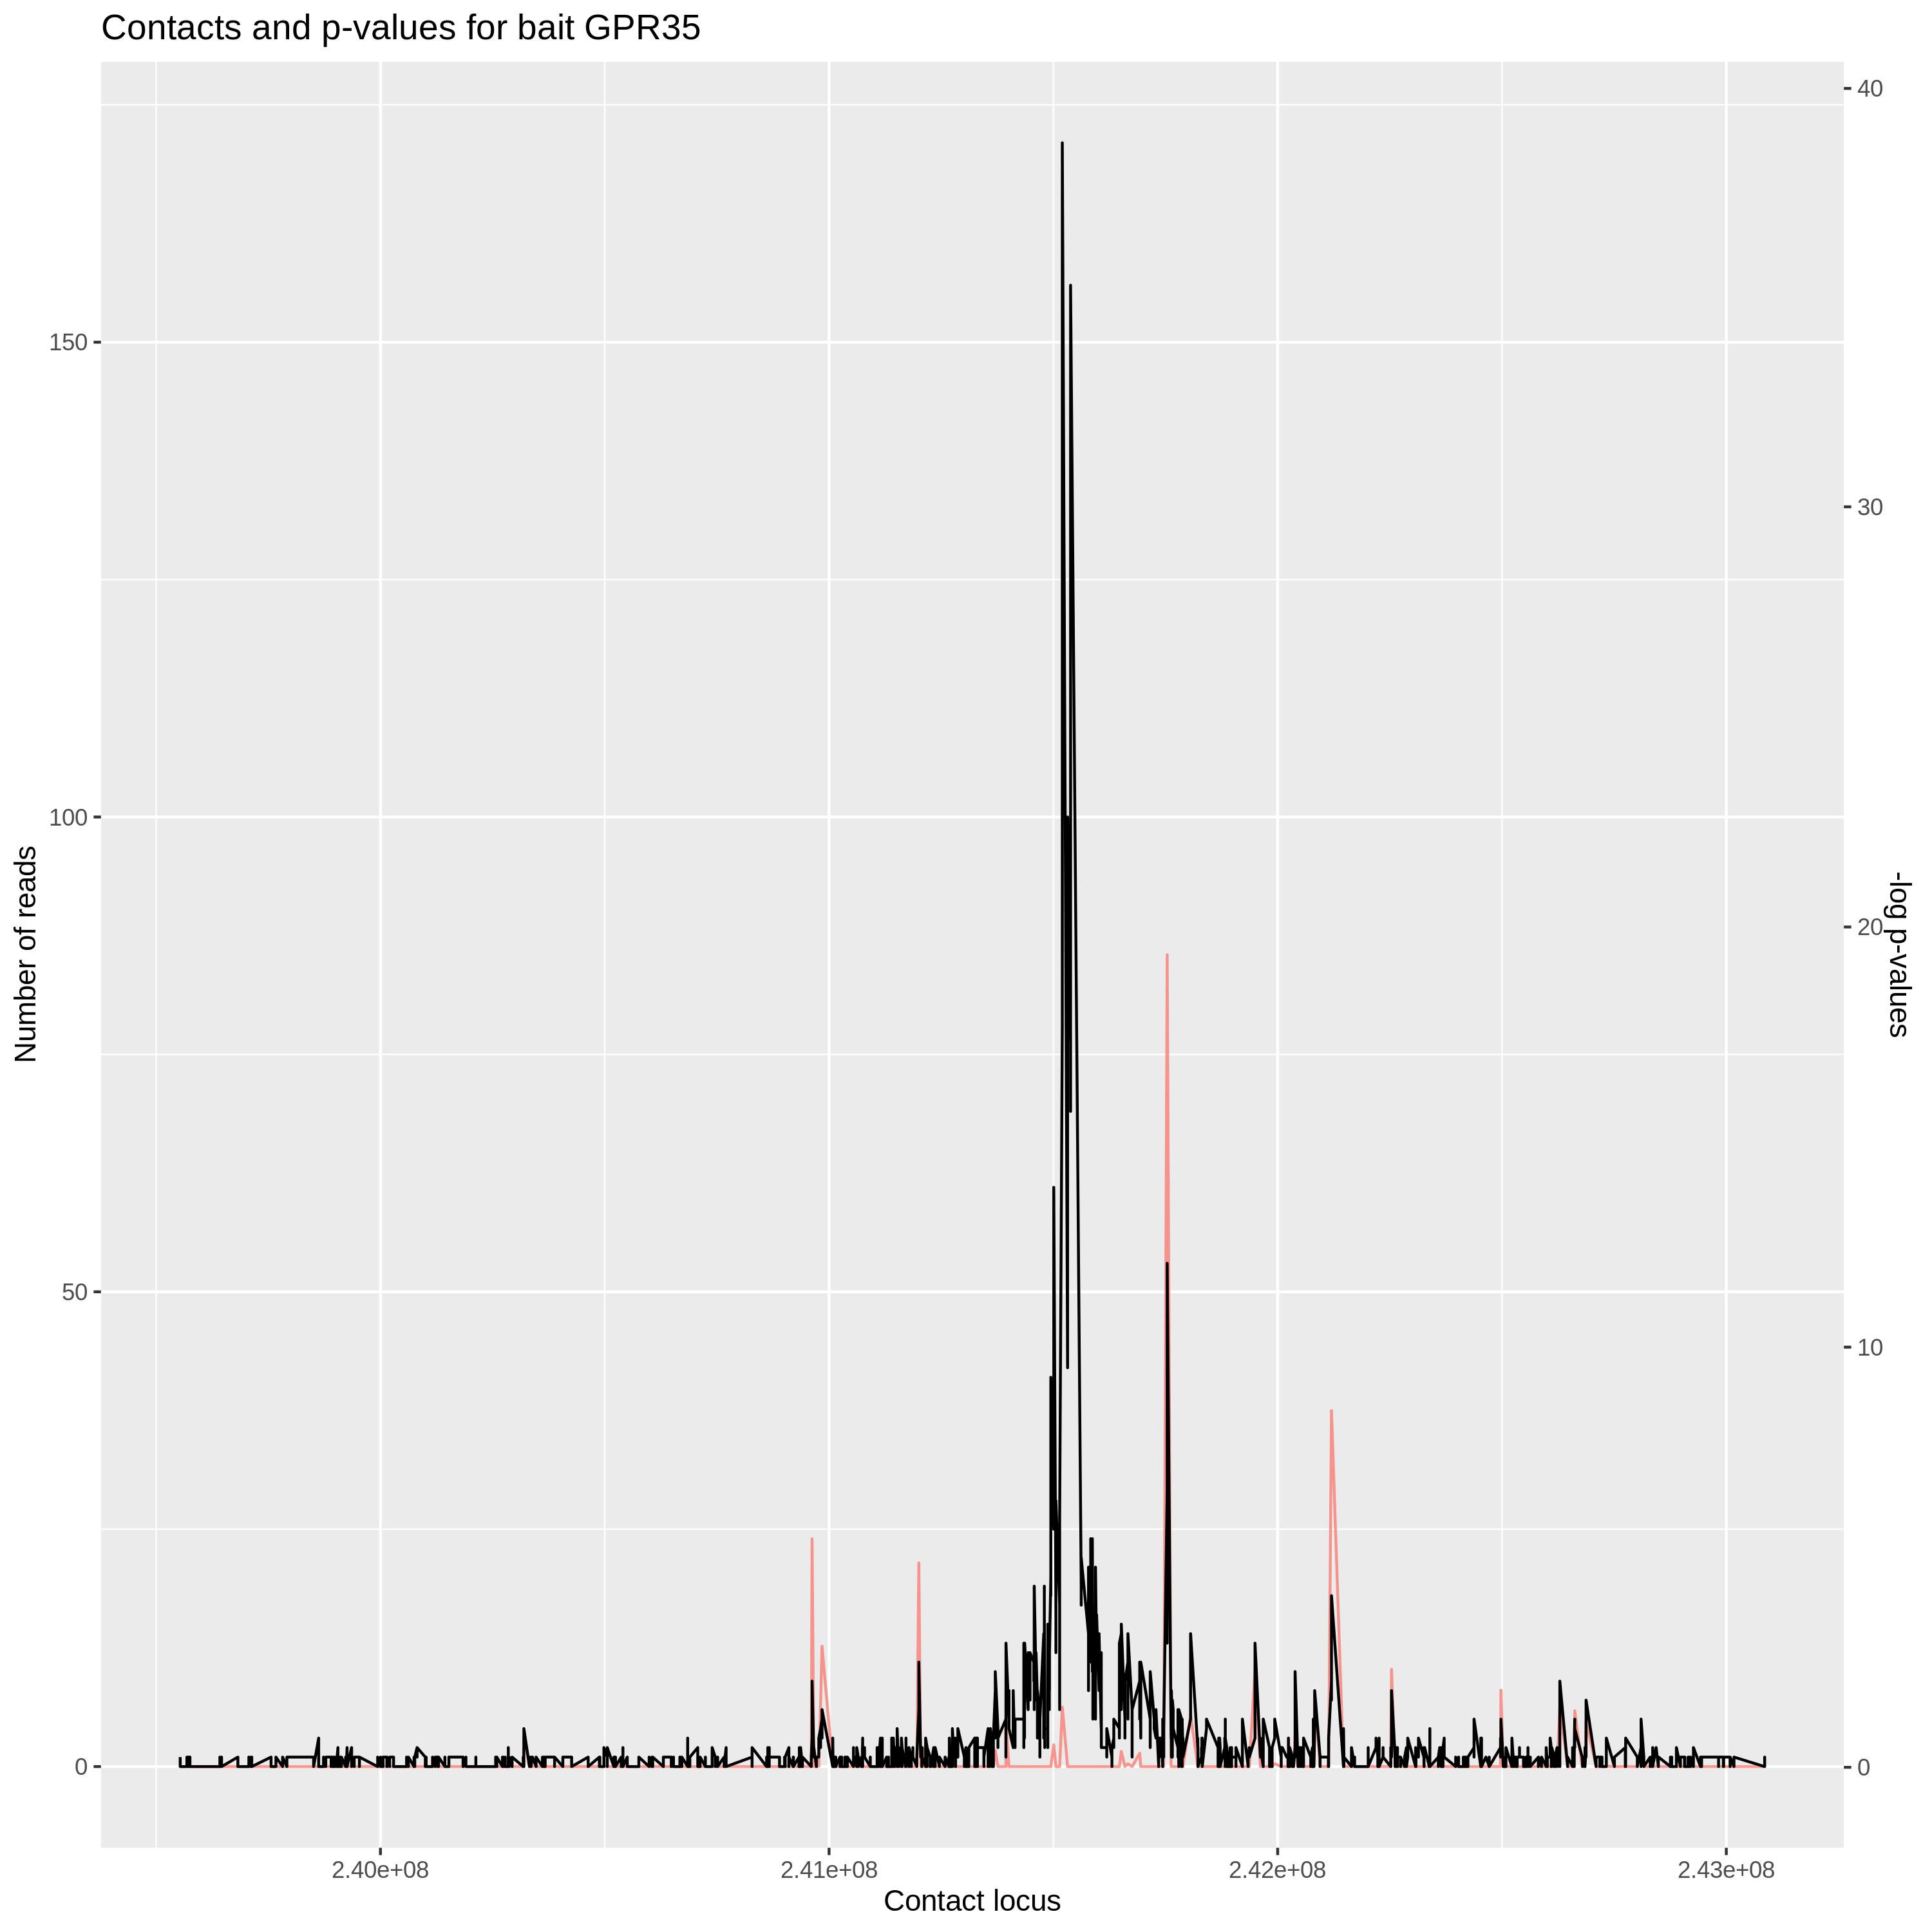 Contacts and p-values for bait GPR35
Number of reads
150
100
50
0
40
30
20
10
0
-log p-values
2.40e+08
2.41e+08
2.42e+08
2.43e+08
Contact locus